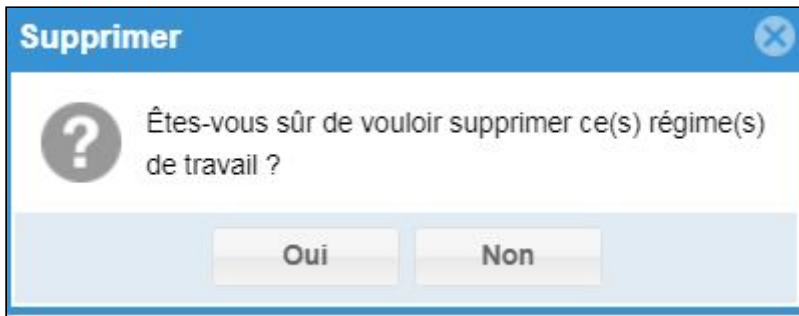 Supprimer
Êtes-vous sûr de vouloir supprimer ce(s) régime(s)
de travail ?
Oui Non